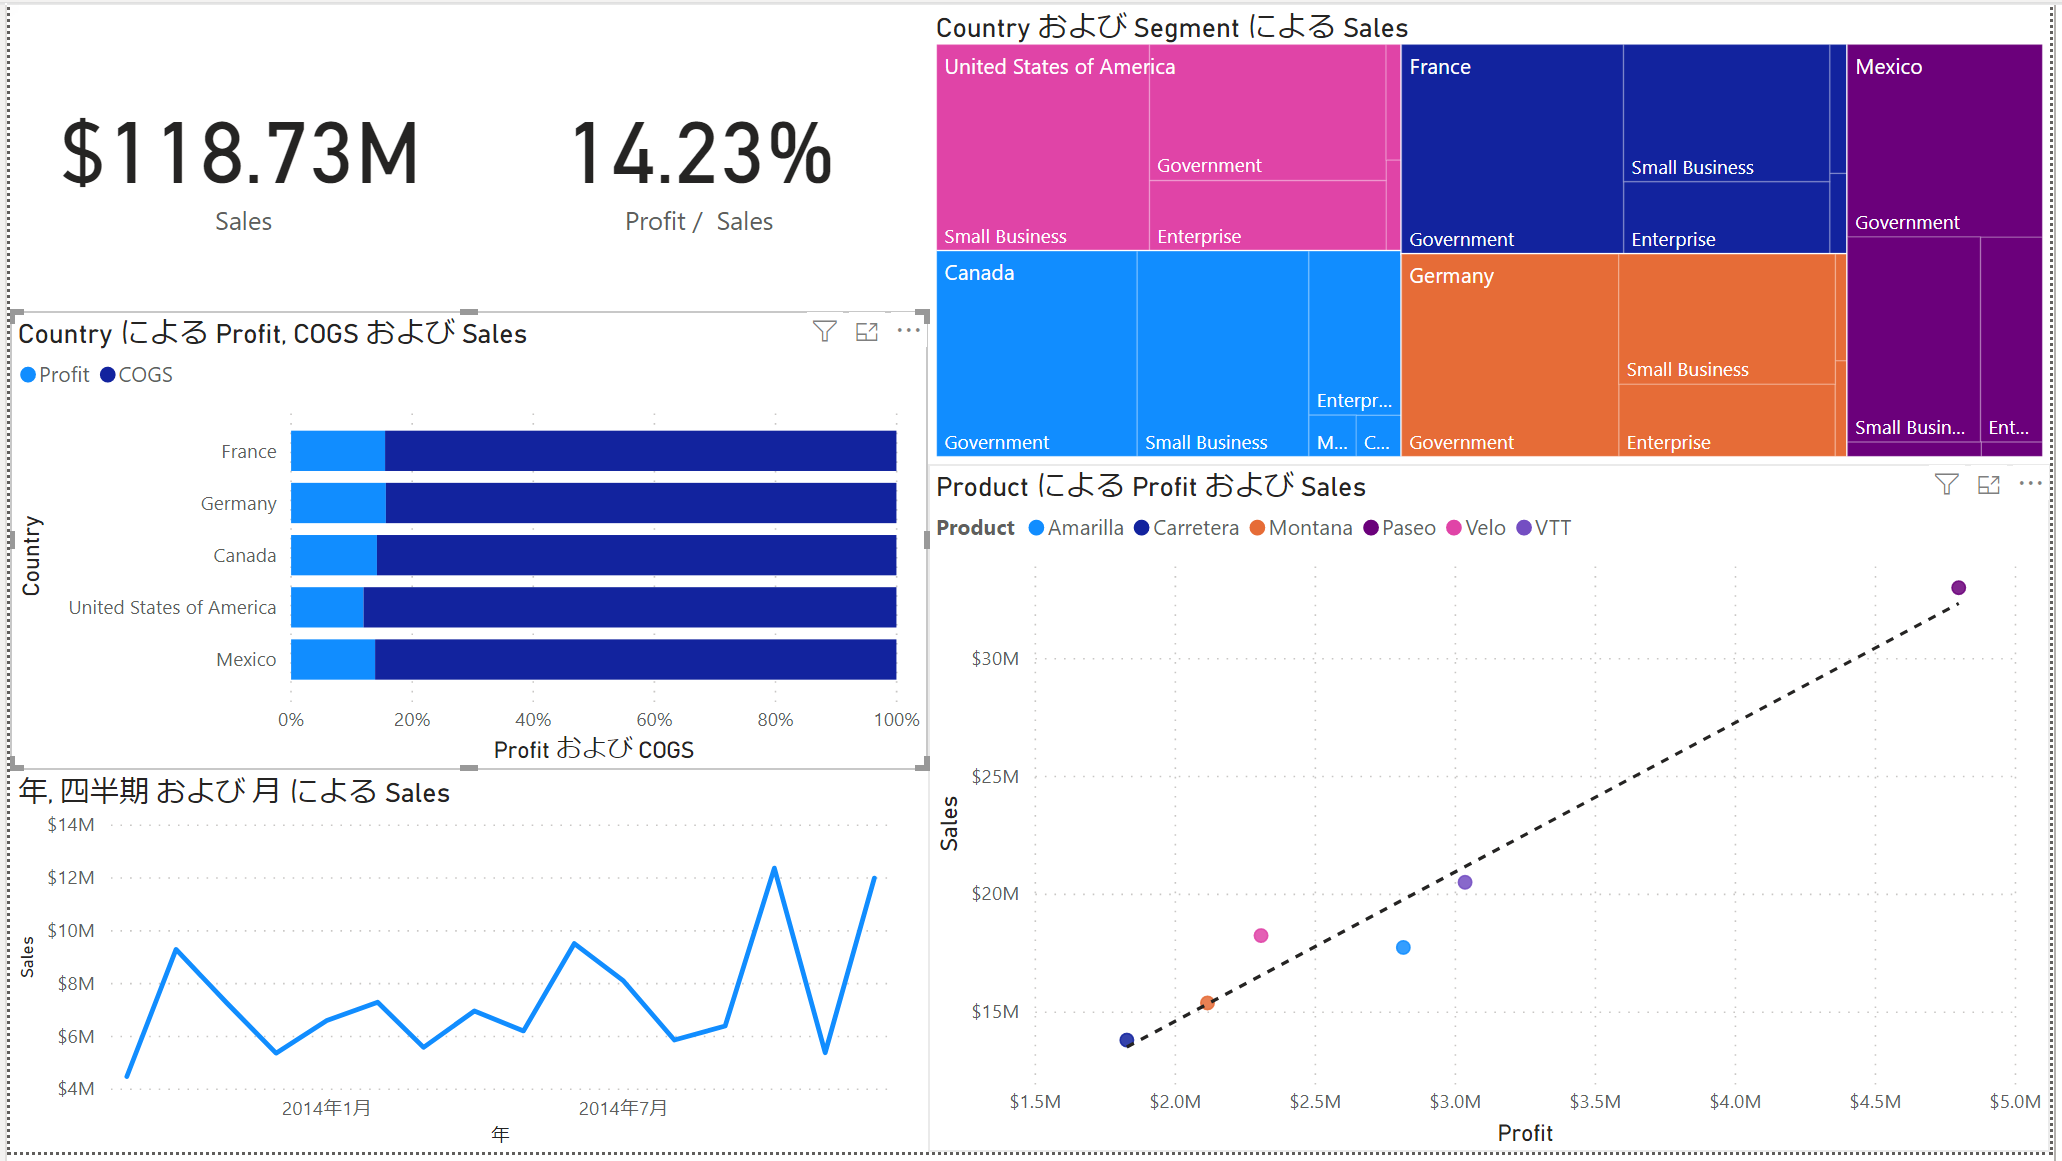 $118.73M
Sales
14.23%
Profit /  Sales
Country および Segment による Sales
United States of America
Small Business
Government
Enterprise
Canada
Government
Small Business
Enterpr...
M...
C...
France
Government
Small Business
Enterprise
Germany
Government
Small Business
Enterprise
Mexico
Government
Small Busin...
Ent...
Country による Profit, COGS および Sales
Profit COGS
Country
France
Germany
Canada
United States of America
Mexico
0% 20% 40% 60% 80% 100%
Profit および COGS
年, 四半期 および 月 による Sales
Sales
$14M
$12M
$10M
$8M
$6M
$4M
2014年1月 2014年7月
年
Product による Profit および Sales
Product Amarilla Carretera Montana Paseo Velo VTT
Sales
$30M
$25M
$20M
$15M
$1.5M $2.0M $2.5M $3.0M $3.5M $4.0M $4.5M $5.0M
Profit